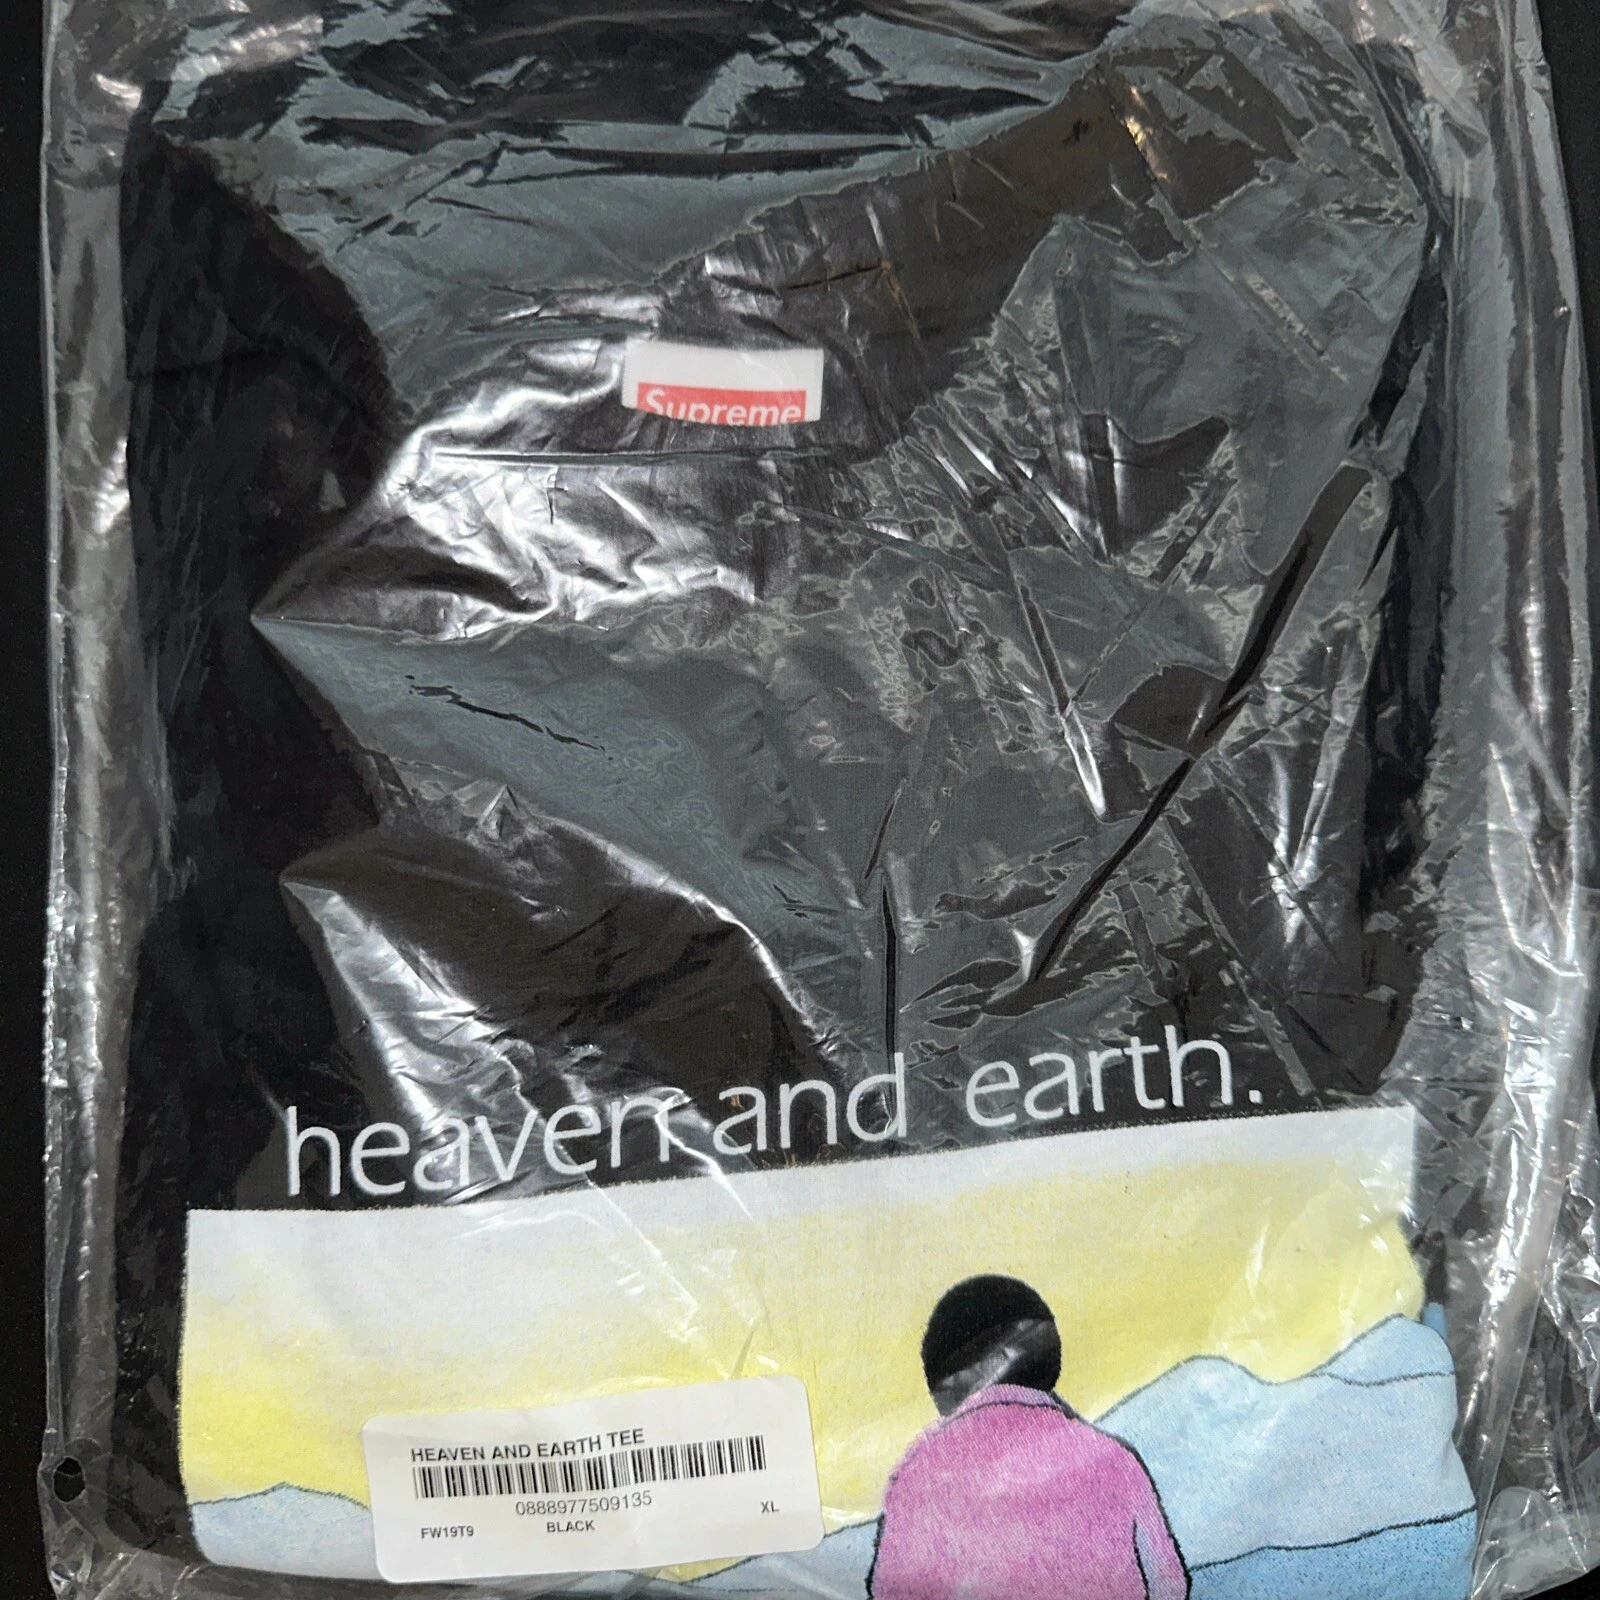 Supreme
heaven and earth.
HEAVEN AND EARTH TEE
0888977509135
XL
FW19T9
BLACK